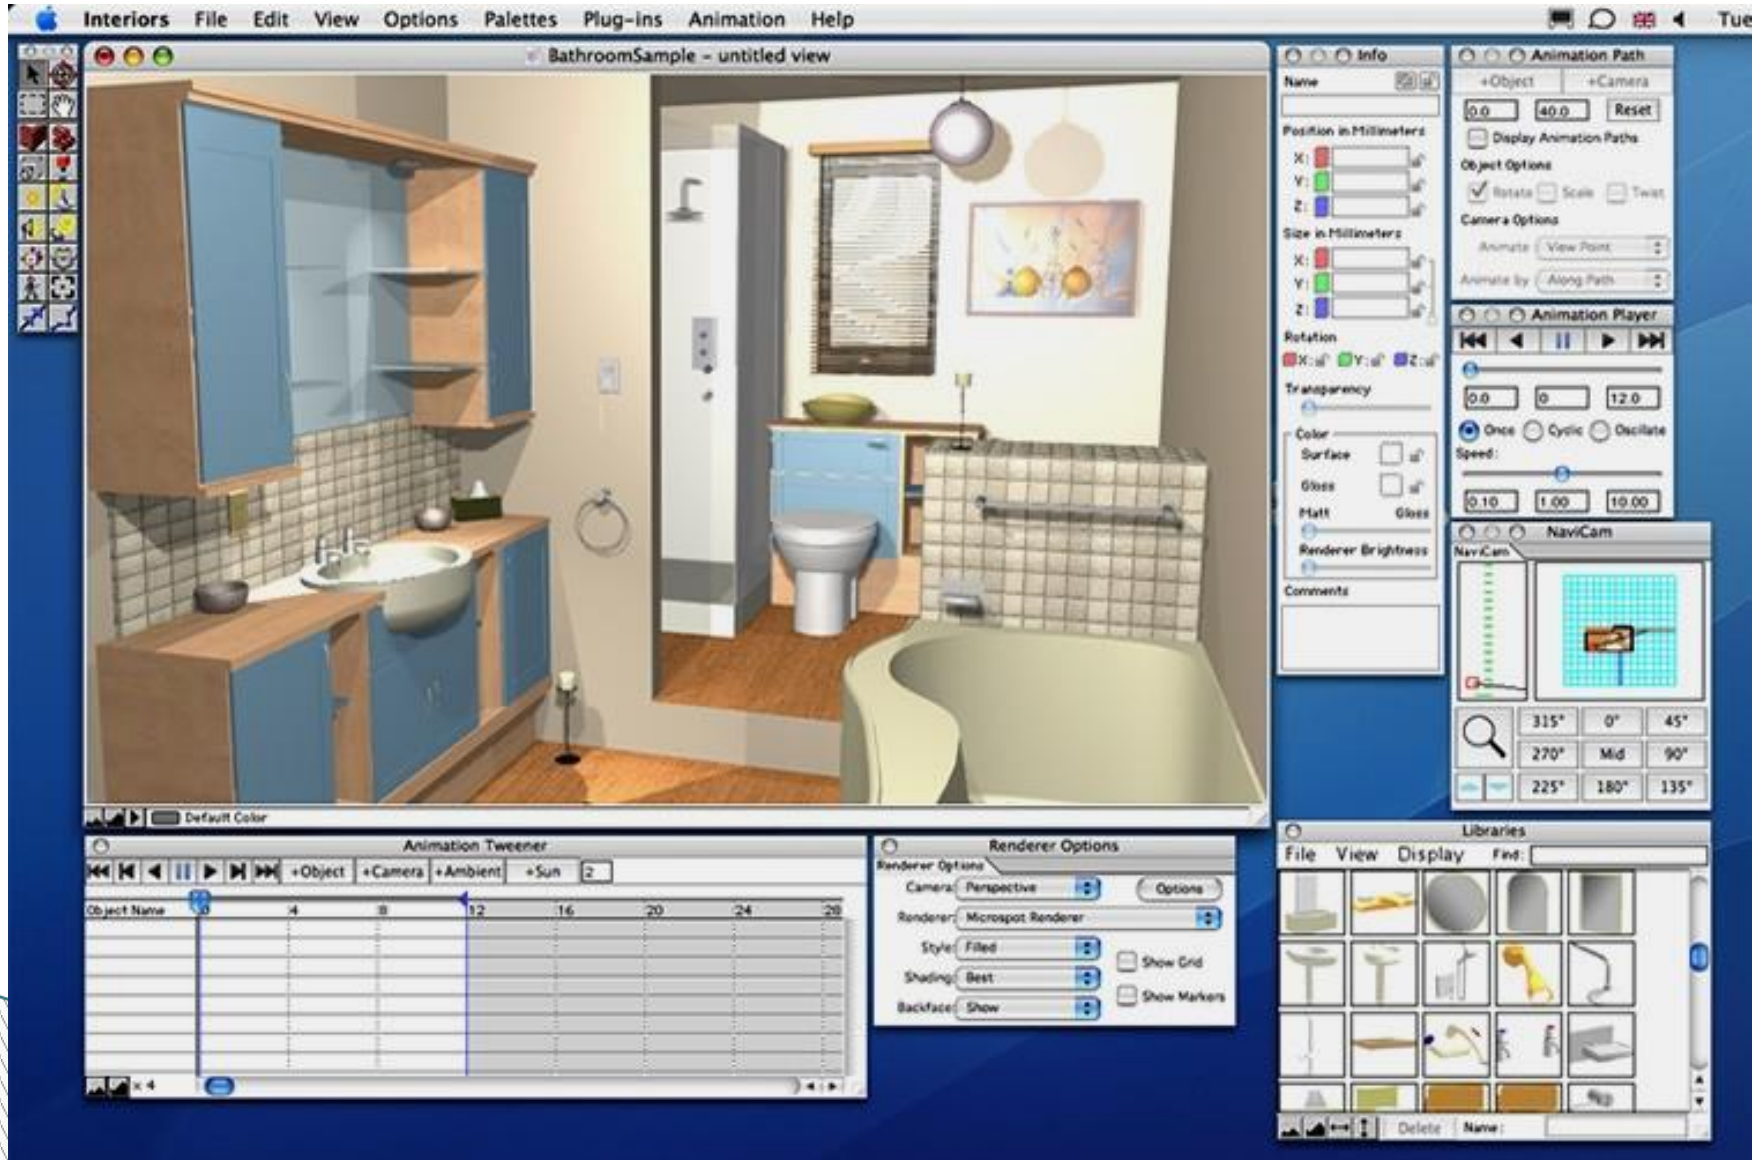 Interiors File Edit View Options Palettes Plug-ins Animation Help Tue
BathroomSample - untitled view
Default Color
Info
Name
Position in Millimeters
X:
Y:
Z:
Size in Millimeters
X:
Y:
Z:
Rotation
X: Y: Z:
Transparency
Color
Surface
Gloss
Matt Gloss
Renderer Brightness
Comments
Animation Path
+Object +Camera
0.0 40.0 Reset
Display Animation Paths
Object Options
Rotate Scale Twist
Camera Options
Animate View Point
Animate by Along Path
Animation Player
0.0 0 12.0
Once Cyclic Oscillate
Speed:
0.10 1.00 10.00
NaviCam
NaviCam
315° 0° 45°
270° Mid 90°
225° 180° 135°
Animation Tweener
+Object +Camera +Ambient +Sun 2
Object Name :0 :4 :8 :12 :16 :20 :24 :28
x 4
Renderer Options
Renderer Options
Camera: Perspective Options
Renderer: Microspot Renderer
Style: Filled
Show Grid
Shading: Best
Show Markers
Backface: Show
Libraries
File View Display Find:
Delete Name: